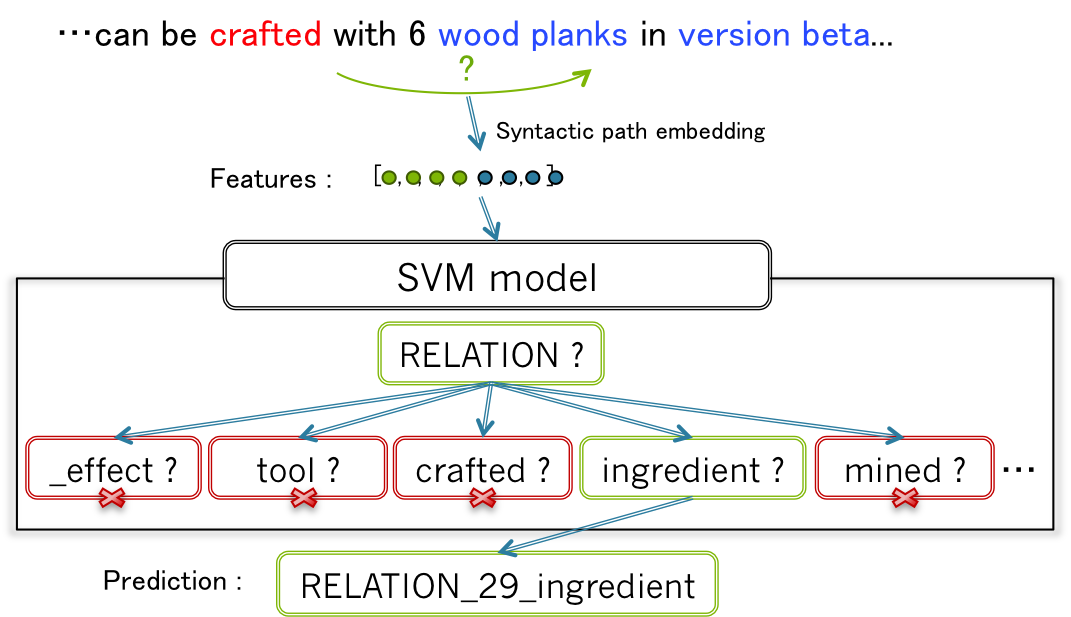 …can be crafted with 6 wood planks in version beta...
?
Syntactic path embedding
Features : [ , , , , , , , ]
SVM model
RELATION ?
_effect ? tool ? crafted ? ingredient ? mined ? …
Prediction : RELATION_29_ingredient